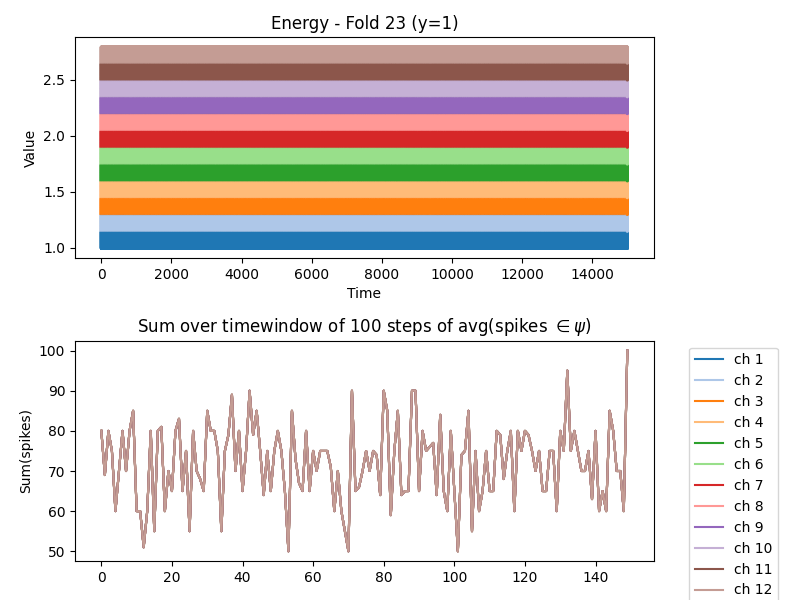 Energy - Fold 23 (y=1)
Value
2.5
2.0
1.5
1.0
0 2000 4000 6000 8000 10000 12000 14000
Time
Sum over timewindow of 100 steps of avg(spikes ∈ψ)
Sum(spikes)
100
90
80
70
60
50
0 20 40 60 80 100 120 140
ch 1
ch 2
ch 3
ch 4
ch 5
ch 6
ch 7
ch 8
ch 9
ch 10
ch 11
ch 12